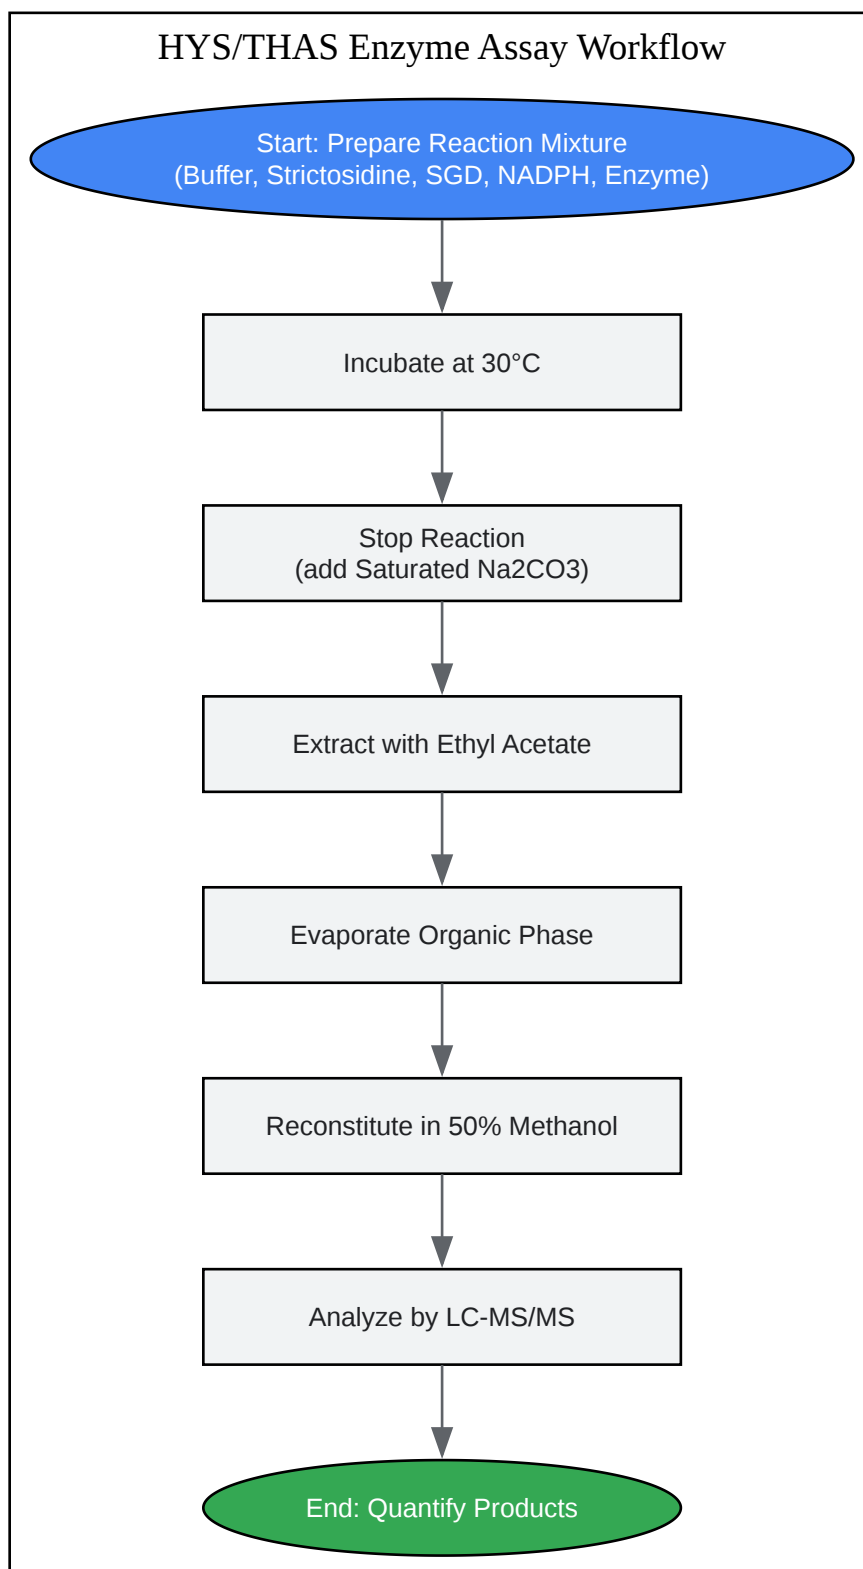 HYS/THAS Enzyme Assay Workflow
Start: Prepare Reaction Mixture
(Buffer, Strictosidine, SGD, NADPH, Enzyme)
Incubate at 30°C
Stop Reaction
(add Saturated Na2CO3)
Extract with Ethyl Acetate
Evaporate Organic Phase
Reconstitute in 50% Methanol
Analyze by LC-MS/MS
End: Quantify Products